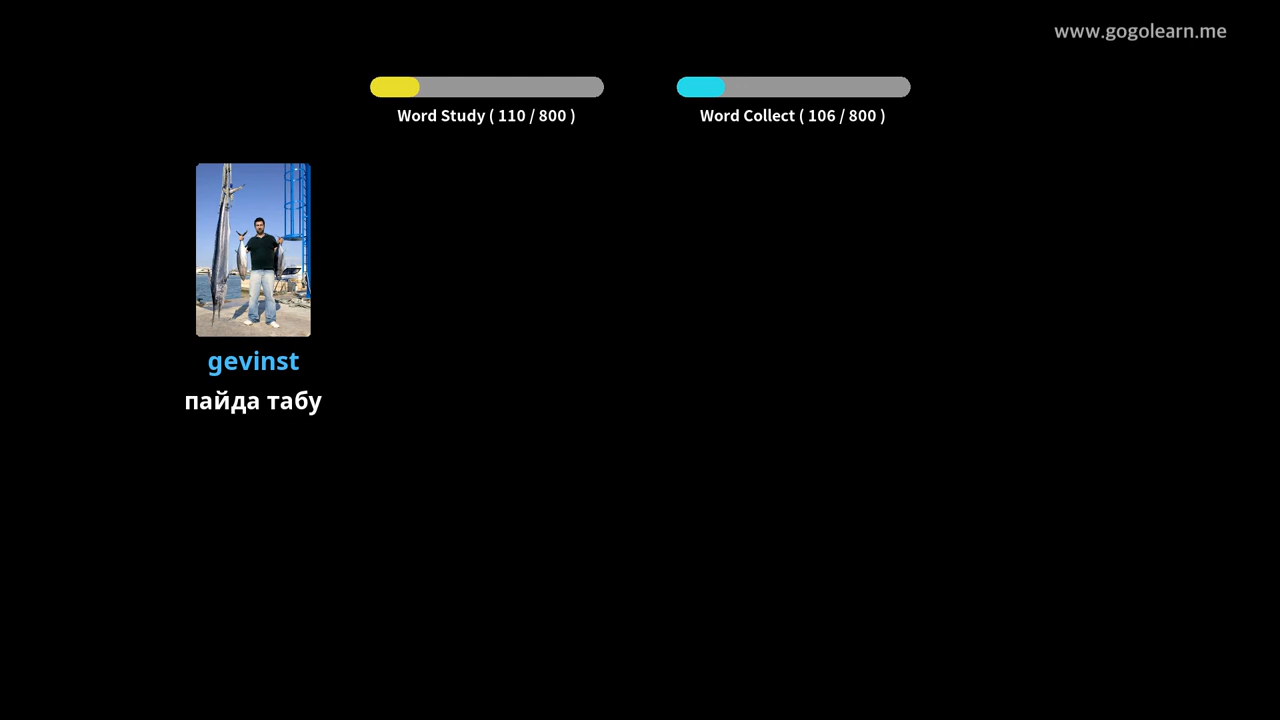 www.gogolearn.me
Word Study ( 110 / 800 )
Word Collect ( 106 / 800 )
gevinst
пайда табу